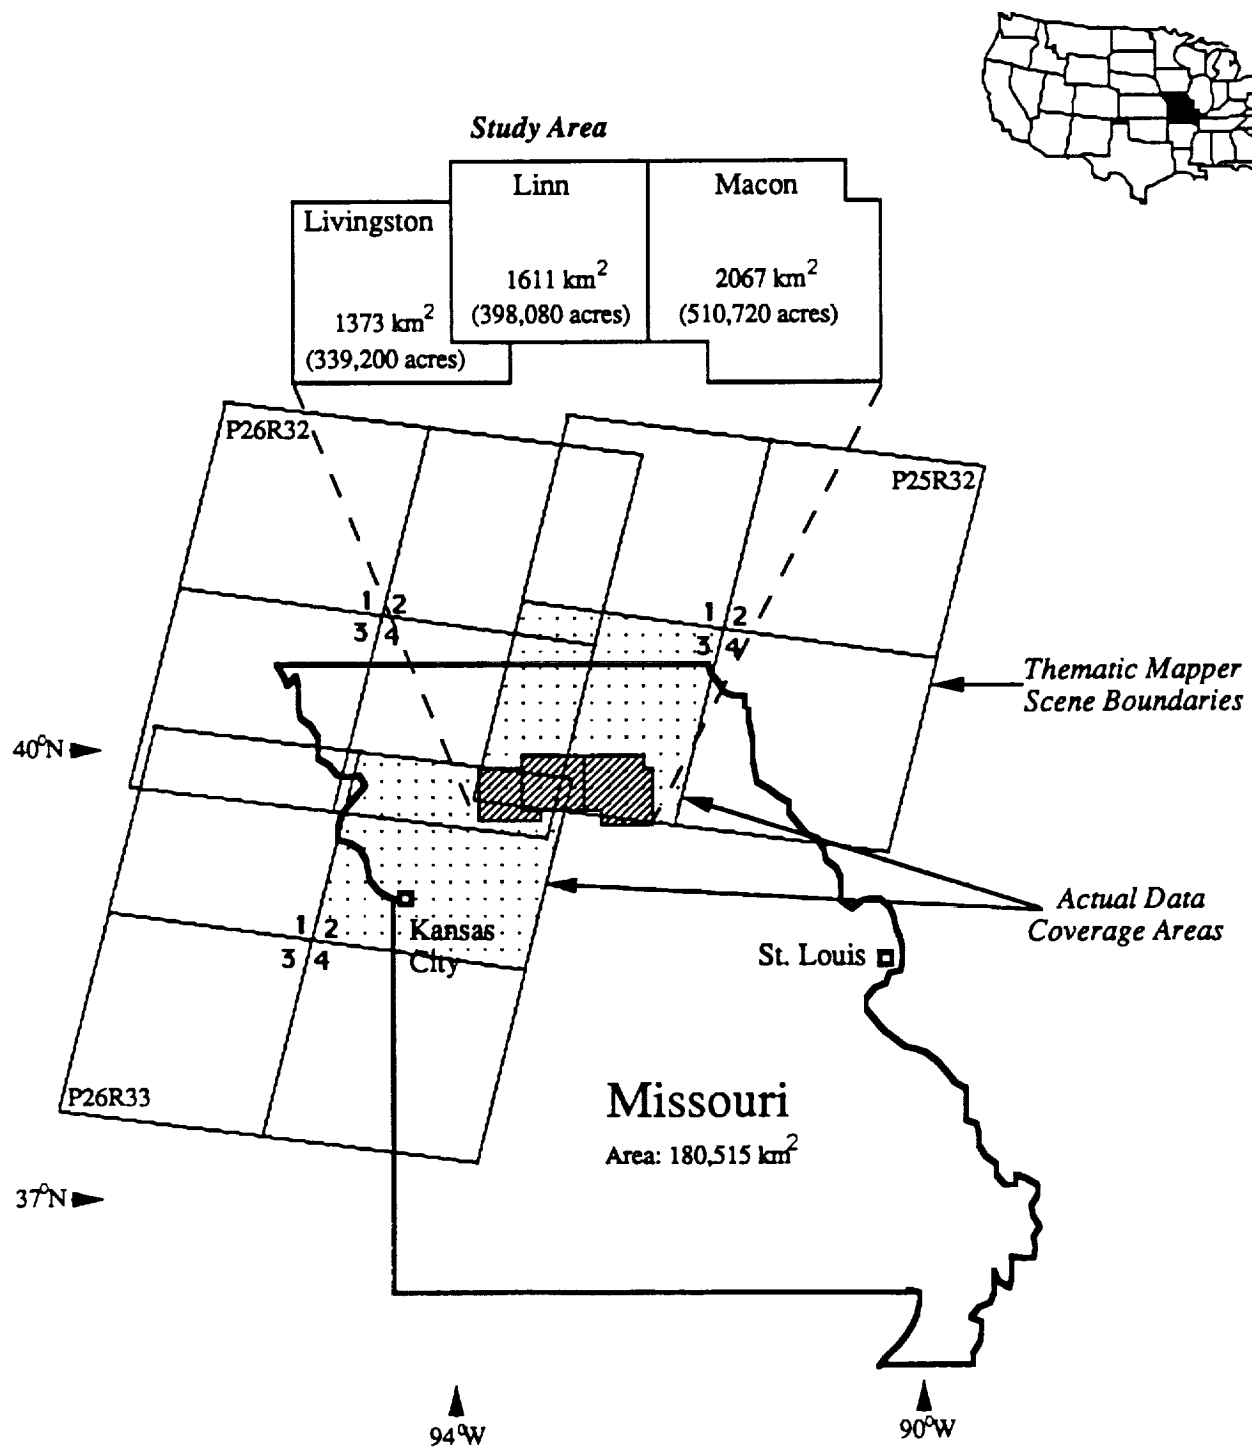 Study Area
Linn
Macon
Livingston
1611 km2
(398,080 acres)
2067 km2
(510,720 acres)
1373 km2
(339,200 acres)
P26R32
P25R32
1 2
3 4
1 2
3 4
Thematic Mapper
Scene Boundaries
40°N
Actual Data
Coverage Areas
Kansas
City
1 2
3 4
St. Louis
P26R33
Missouri
Area: 180,515 km2
37°N
94°W
90°W